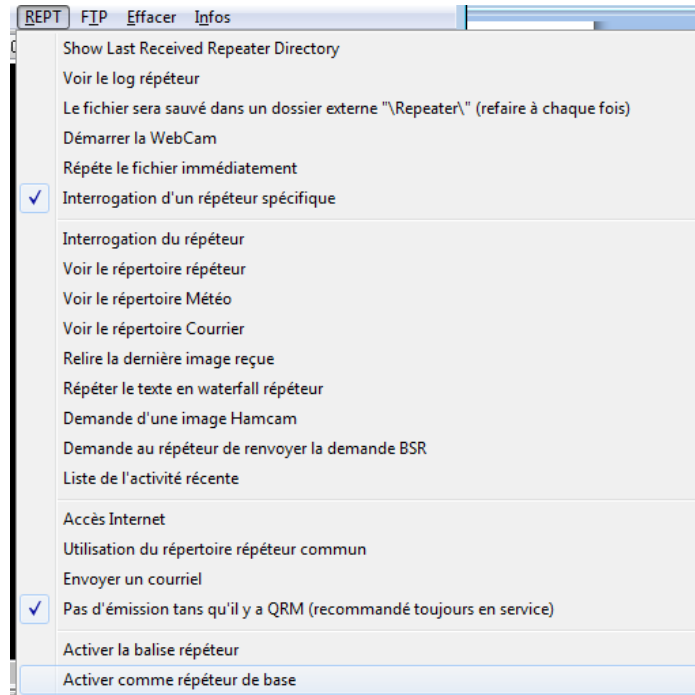 REPT FTP Effacer Infos
Show Last Received Repeater Directory
Voir le log répéteur
Le fichier sera sauvé dans un dossier externe "\Repeater\" (refaire à chaque fois)
Démarrer la WebCam
Répéte le fichier immédiatement
Interrogation d'un répéteur spécifique
Interrogation du répéteur
Voir le répertoire répéteur
Voir le répertoire Météo
Voir le répertoire Courrier
Relire la dernière image reçue
Répéter le texte en waterfall répéteur
Demande d'une image Hamcam
Demande au répéteur de renvoyer la demande BSR
Liste de l'activité récente
Accès Internet
Utilisation du répertoire répéteur commun
Envoyer un courriel
Pas d'émission tans qu'il y a QRM (recommandé toujours en service)
Activer la balise répéteur
Activer comme répéteur de base